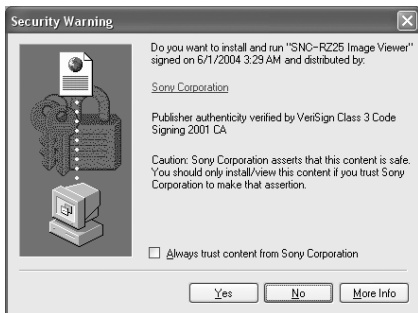 Security Warning
Do you want to install and run "SNC-RZ25 Image Viewer"
signed on 6/1/2004 3:29 AM and distributed by:
Sony Corporation
Publisher authenticity verified by VeriSign Class 3 Code
Signing 2001 CA
Caution: Sony Corporation asserts that this content is safe.
You should only install/view this content if you trust Sony
Corporation to make that assertion.
Always trust content from Sony Corporation
Yes No More Info